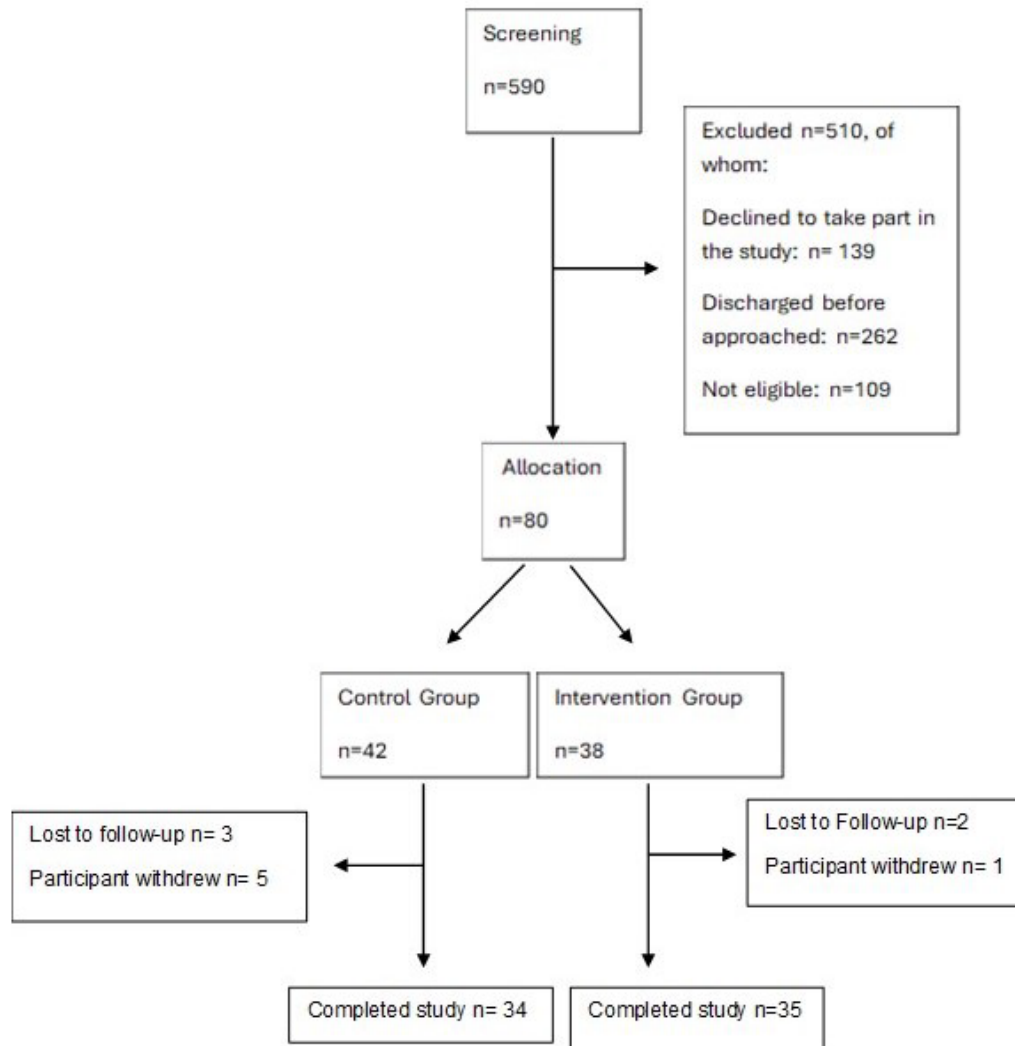 Screening
n=590
Excluded n=510, of
whom:
Declined to take part in
the study: n= 139
Discharged before
approached: n=262
Not eligible: n=109
Allocation
n=80
Control Group
n=42
Intervention Group
n=38
Lost to follow-up n= 3
Participant withdrew n= 5
Lost to Follow-up n=2
Participant withdrew n= 1
Completed study n= 34
Completed study n=35